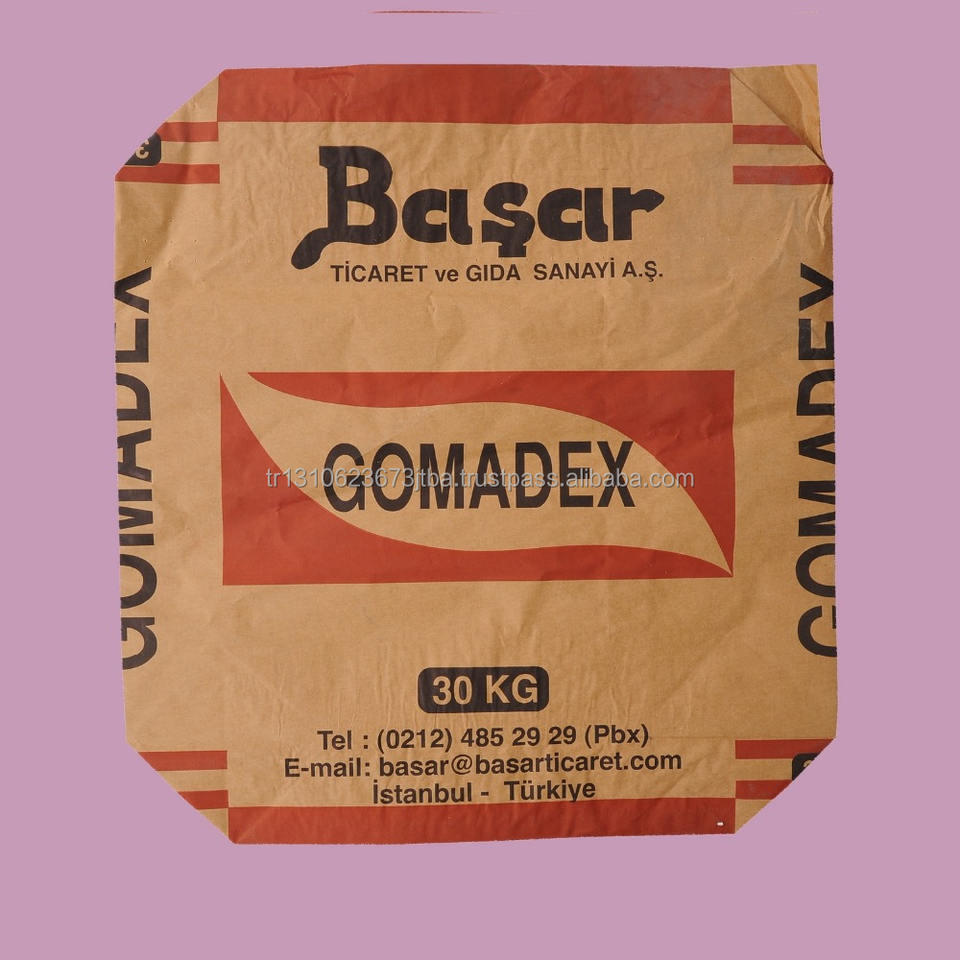 Başar
TİCARET ve GIDA SANAYİ A.Ş.
GOMADEX
tr1310623673jtba.trustpass.alibaba.com
GOMADEX
GOMADEX
30 KG
Tel : (0212) 485 29 29 (Pbx)
E-mail: basar@basarticaret.com
İstanbul - Türkiye